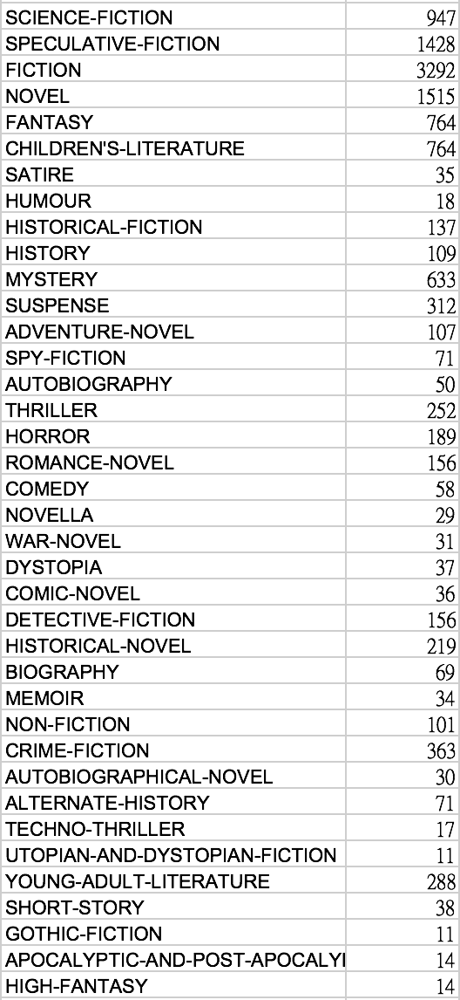 SCIENCE-FICTION 947
SPECULATIVE-FICTION 1428
FICTION 3292
NOVEL 1515
FANTASY 764
CHILDREN'S-LITERATURE 764
SATIRE 35
HUMOUR 18
HISTORICAL-FICTION 137
HISTORY 109
MYSTERY 633
SUSPENSE 312
ADVENTURE-NOVEL 107
SPY-FICTION 71
AUTOBIOGRAPHY 50
THRILLER 252
HORROR 189
ROMANCE-NOVEL 156
COMEDY 58
NOVELLA 29
WAR-NOVEL 31
DYSTOPIA 37
COMIC-NOVEL 36
DETECTIVE-FICTION 156
HISTORICAL-NOVEL 219
BIOGRAPHY 69
MEMOIR 34
NON-FICTION 101
CRIME-FICTION 363
AUTOBIOGRAPHICAL-NOVEL 30
ALTERNATE-HISTORY 71
TECHNO-THRILLER 17
UTOPIAN-AND-DYSTOPIAN-FICTION 11
YOUNG-ADULT-LITERATURE 288
SHORT-STORY 38
GOTHIC-FICTION 11
APOCALYPTIC-AND-POST-APOCALY 14
HIGH-FANTASY 14